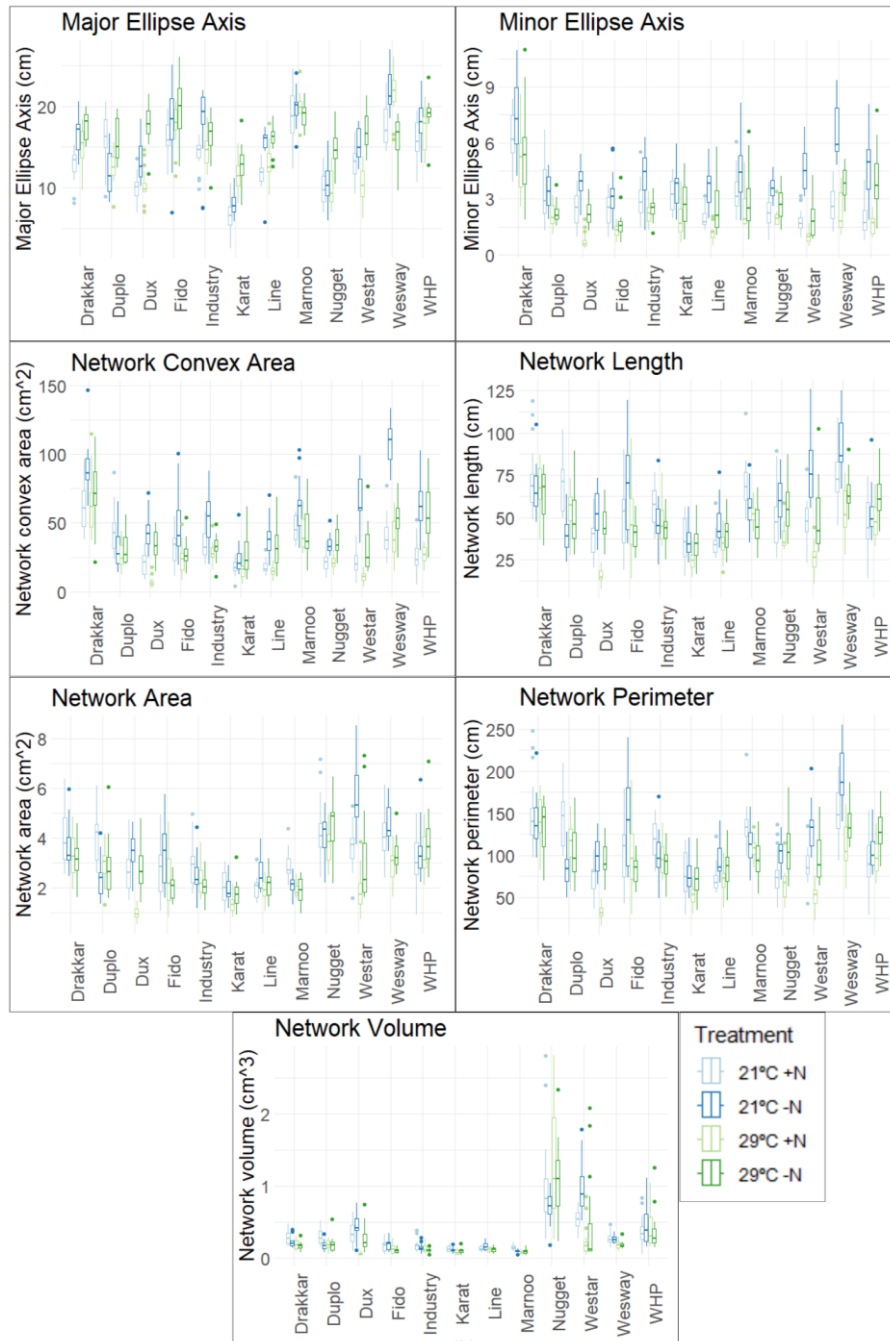 Major Ellipse Axis
Major Ellipse Axis (cm)
20
10
Drakkar
Duplo
Dux
Fido
Industry
Karat
Line
Marnoo
Nugget
Westar
Wesway
WHP
Minor Ellipse Axis
Minor Ellipse Axis (cm)
9
6
3
0
Drakkar
Duplo
Dux
Fido
Industry
Karat
Line
Marnoo
Nugget
Westar
Wesway
WHP
Network Convex Area
Network convex area (cm^2)
150
100
50
0
Drakkar
Duplo
Dux
Fido
Industry
Karat
Line
Marnoo
Nugget
Westar
Wesway
WHP
Network Length
Network length (cm)
125
100
75
50
25
Drakkar
Duplo
Dux
Fido
Industry
Karat
Line
Marnoo
Nugget
Westar
Wesway
WHP
Network Area
Network area (cm^2)
8
6
4
2
Drakkar
Duplo
Dux
Fido
Industry
Karat
Line
Marnoo
Nugget
Westar
Wesway
WHP
Network Perimeter
Network perimeter (cm)
250
200
150
100
50
Drakkar
Duplo
Dux
Fido
Industry
Karat
Line
Marnoo
Nugget
Westar
Wesway
WHP
Network Volume
Network volume (cm^3)
2
1
0
Drakkar
Duplo
Dux
Fido
Industry
Karat
Line
Marnoo
Nugget
Westar
Wesway
WHP
Treatment
21ºC +N
21ºC -N
29ºC +N
29ºC -N